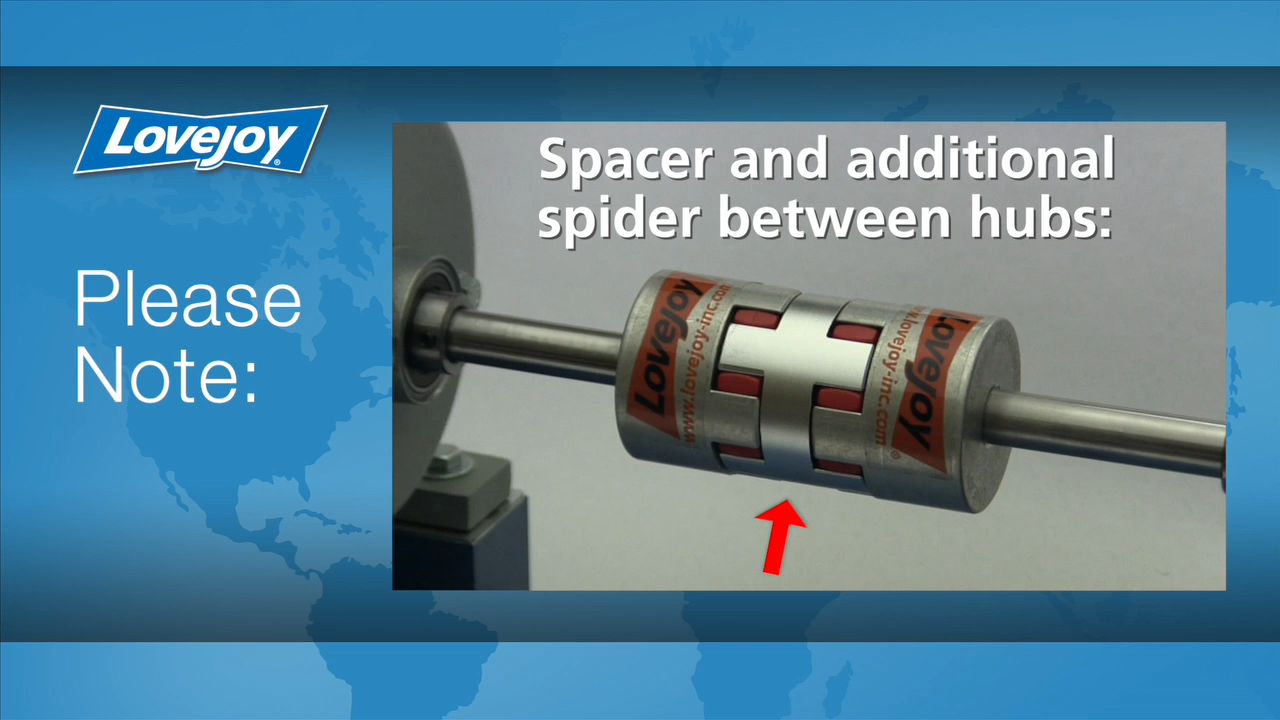 Lovejoy®
Please
Note:
Spacer and additional
spider between hubs:
Lovejoy
www.lovejoy-inc.com
www.lovejoy-inc.com
Lovejoy®